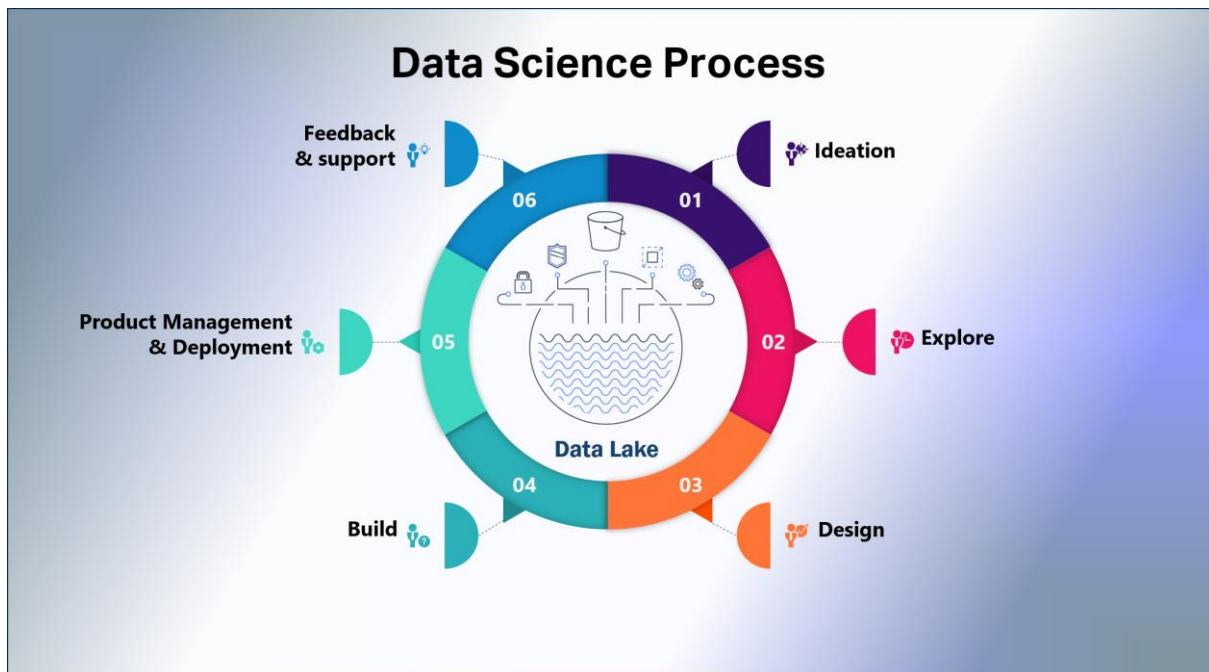 Data Science Process
Feedback
& support
Ideation
06
01
Product Management
& Deployment
05
02
Explore
Data Lake
04
03
Build
Design
?